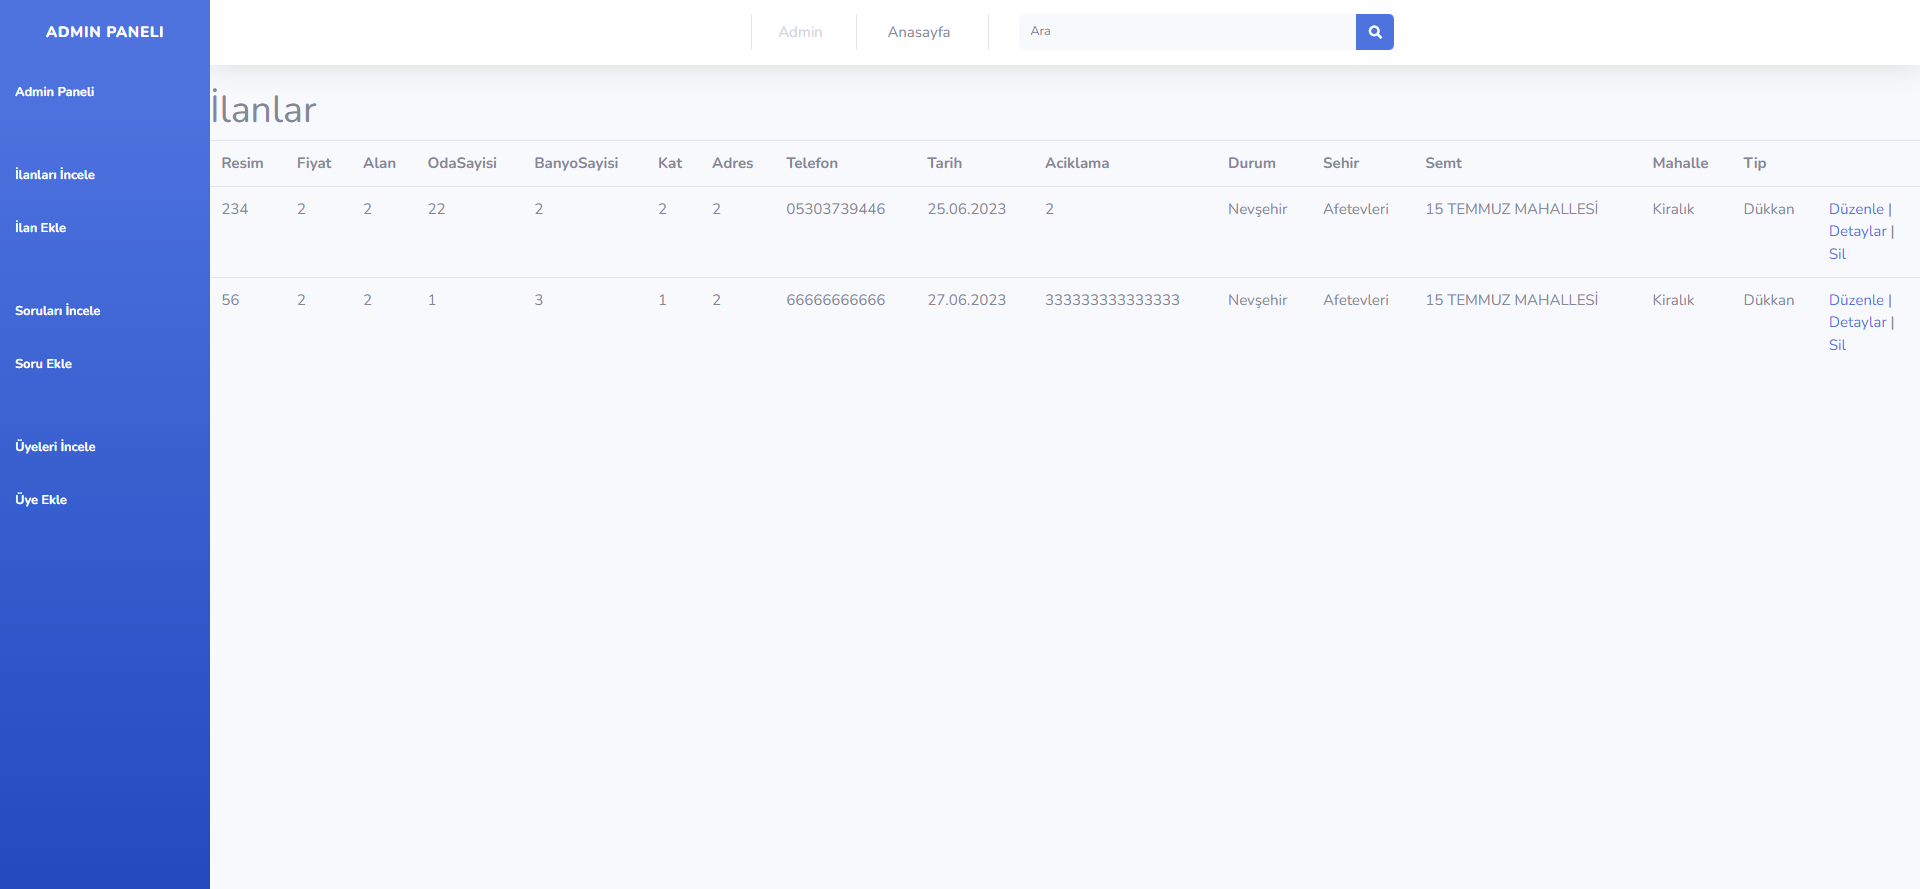 ADMIN PANELI
Admin Paneli
İlanları İncele
İlan Ekle
Soruları İncele
Soru Ekle
Üyeleri İncele
Üye Ekle
Admin Anasayfa Ara
İlanlar
Resim Fiyat Alan OdaSayisi BanyoSayisi Kat Adres Telefon Tarih Aciklama Durum Sehir Semt Mahalle Tip
234 2 2 22 2 2 2 05303739446 25.06.2023 2 Nevşehir Afetevleri 15 TEMMUZ MAHALLESİ Kiralık Dükkan Düzenle |
Detaylar |
Sil
56 2 2 1 3 1 2 66666666666 27.06.2023 333333333333333 Nevşehir Afetevleri 15 TEMMUZ MAHALLESİ Kiralık Dükkan Düzenle |
Detaylar |
Sil